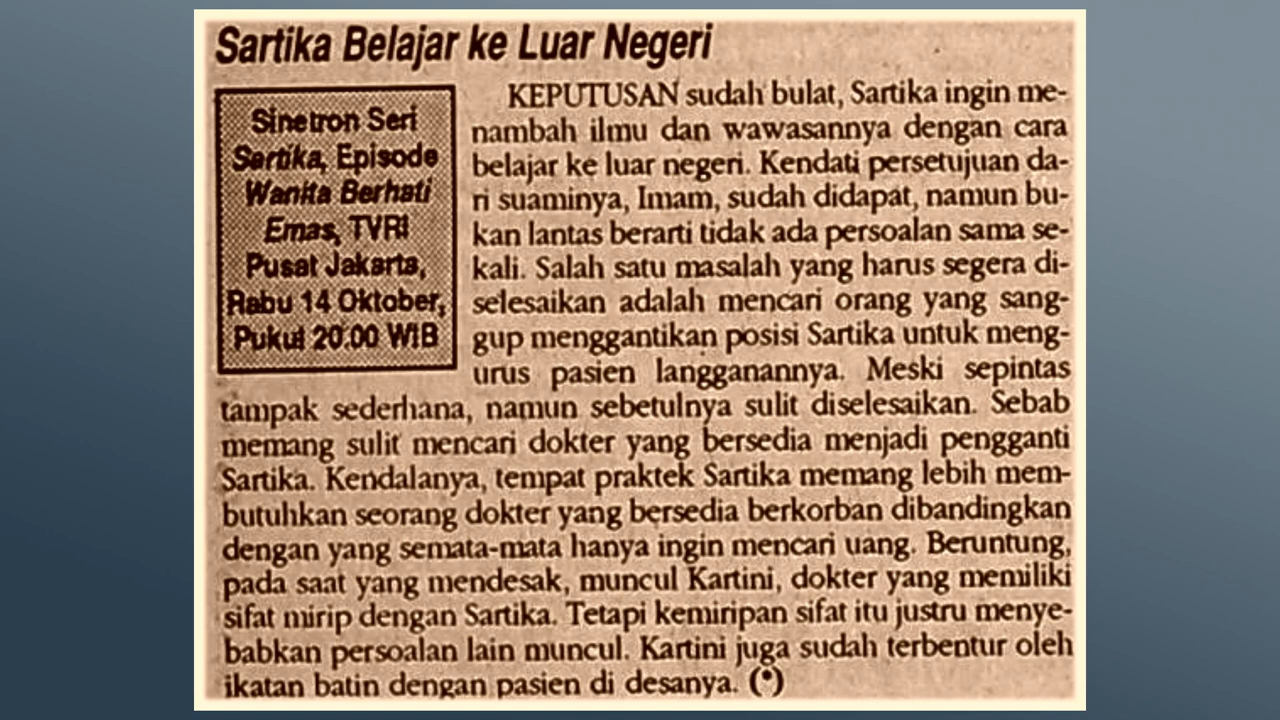 Sartika Belajar ke Luar Negeri
Sinetron Seri
Sartika, Episode
Wanita Berhati
Emas, TVRI
Pusat Jakarta,
Rabu 14 Oktober,
Pukul 20.00 WIB
KEPUTUSAN sudah bulat, Sartika ingin me-
nambah ilmu dan wawasannya dengan cara
belajar ke luar negeri. Kendati persetujuan da-
ri suaminya, Imam, sudah didapat, namun bu-
kan lantas berarti tidak ada persoalan sama se-
kali. Salah satu masalah yang harus segera di-
selesaikan adalah mencari orang yang sang-
gup menggantikan posisi Sartika untuk meng-
urus pasien langganannya. Meski sepintas
tampak sederhana, namun sebetulnya sulit diselesaikan. Sebab
memang sulit mencari dokter yang bersedia menjadi pengganti
Sartika. Kendalanya, tempat praktek Sartika memang lebih mem-
butuhkan seorang dokter yang bersedia berkorban dibandingkan
dengan yang semata-mata hanya ingin mencari uang. Beruntung,
pada saat yang mendesak, muncul Kartini, dokter yang memiliki
sifat mirip dengan Sartika. Tetapi kemiripan sifat itu justru menye-
babkan persoalan lain muncul. Kartini juga sudah terbentur oleh
ikatan batin dengan pasien di desanya. (*)